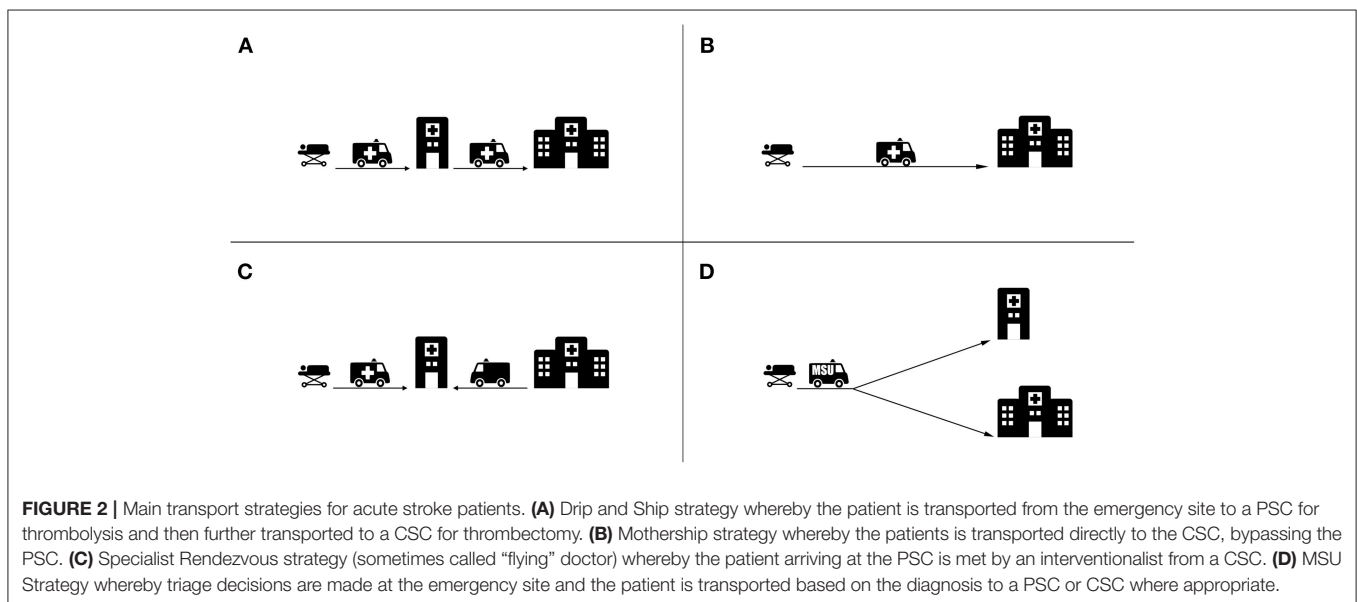 A
B
C
D
MSU
FIGURE 2 | Main transport strategies for acute stroke patients. (A) Drip and Ship strategy whereby the patient is transported from the emergency site to a PSC for
thrombolysis and then further transported to a CSC for thrombectomy. (B) Mothership strategy whereby the patients is transported directly to the CSC, bypassing the
PSC. (C) Specialist Rendezvous strategy (sometimes called “flying” doctor) whereby the patient arriving at the PSC is met by an interventionalist from a CSC. (D) MSU
Strategy whereby triage decisions are made at the emergency site and the patient is transported based on the diagnosis to a PSC or CSC where appropriate.